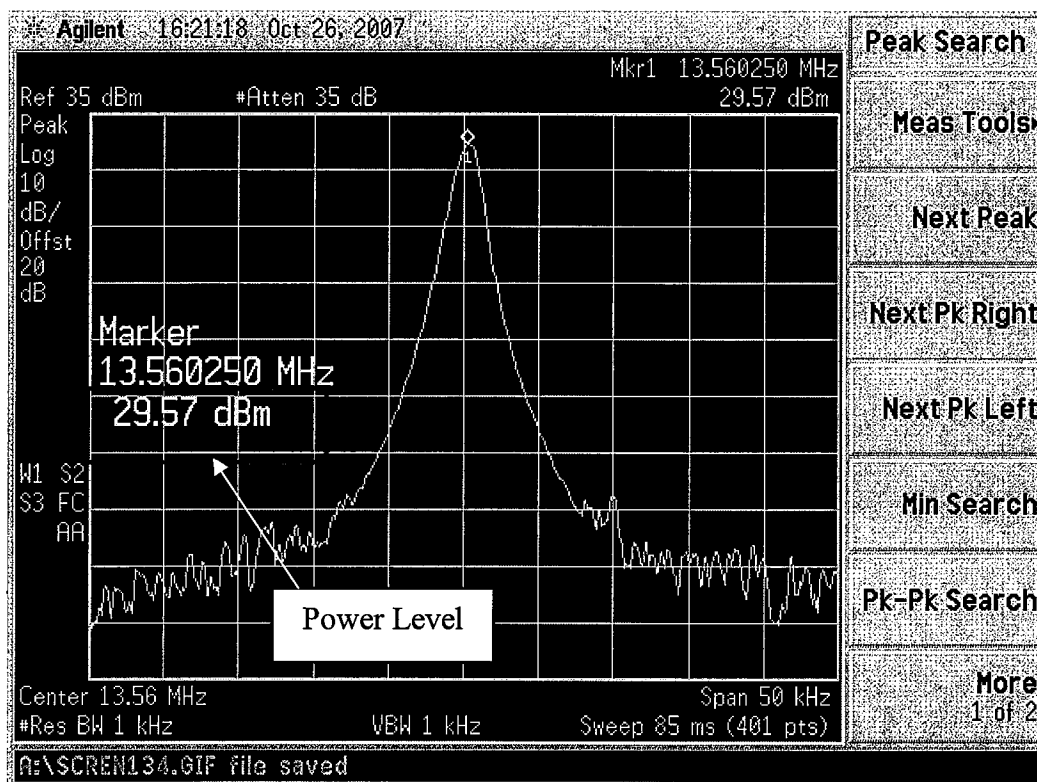 Agilent 16:21:18 Oct 26, 2007
Mkr1 13.560250 MHz
Ref 35 dBm #Atten 35 dB 29.57 dBm
Peak
Log
10
dB/
Offst
20
dB
1
Marker
13.560250 MHz
29.57 dBm
W1 S2
S3 FC
AA
Power Level
Center 13.56 MHz Span 50 kHz
#Res BW 1 kHz VBW 1 kHz Sweep 85 ms (401 pts)
A:\SCREN134.GIF file saved
Peak Search
Meas Tools
Next Peak
Next Pk Right
Next Pk Left
Min Search
Pk-Pk Search
More
1 of 2